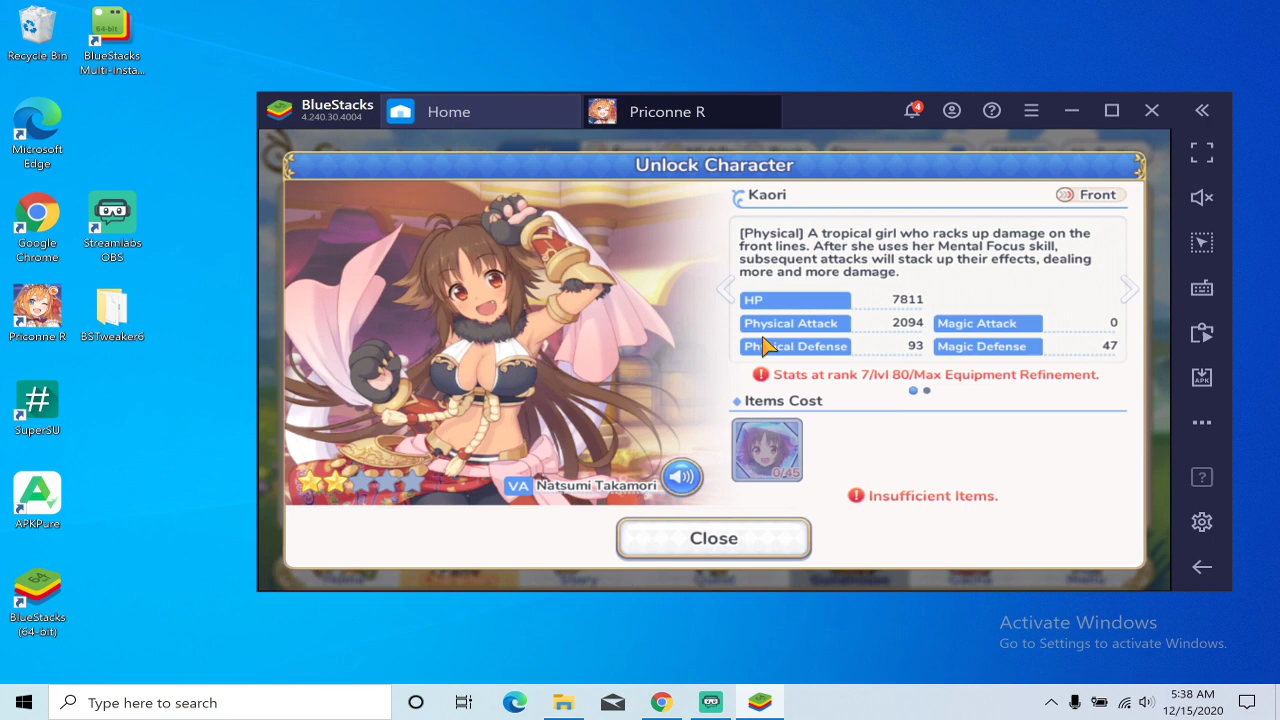 Recycle Bin
BlueStacks
Multi-Insta...
Microsoft
Edge
Google
Chrome
Streamlabs
OBS
Priconne R
BSTweaker6
SuperSU
APKPure
BlueStacks
(64-bit)
64-bit
BlueStacks
4.240.30.4004
Home
Priconne R
4
Unlock Character
Kaori
Front
[Physical] A tropical girl who racks up damage on the
front lines. After she uses her Mental Focus skill,
subsequent attacks will stack up their effects, dealing
more and more damage.
HP 7811
Physical Attack 2094 Magic Attack 0
Physical Defense 93 Magic Defense 47
Stats at rank 7/lvl 80/Max Equipment Refinement.
Items Cost
0/45
Insufficient Items.
VA Natsumi Takamori
Close
APK
Activate Windows
Go to Settings to activate Windows.
Type here to search
5:38 AM
12/15/2020